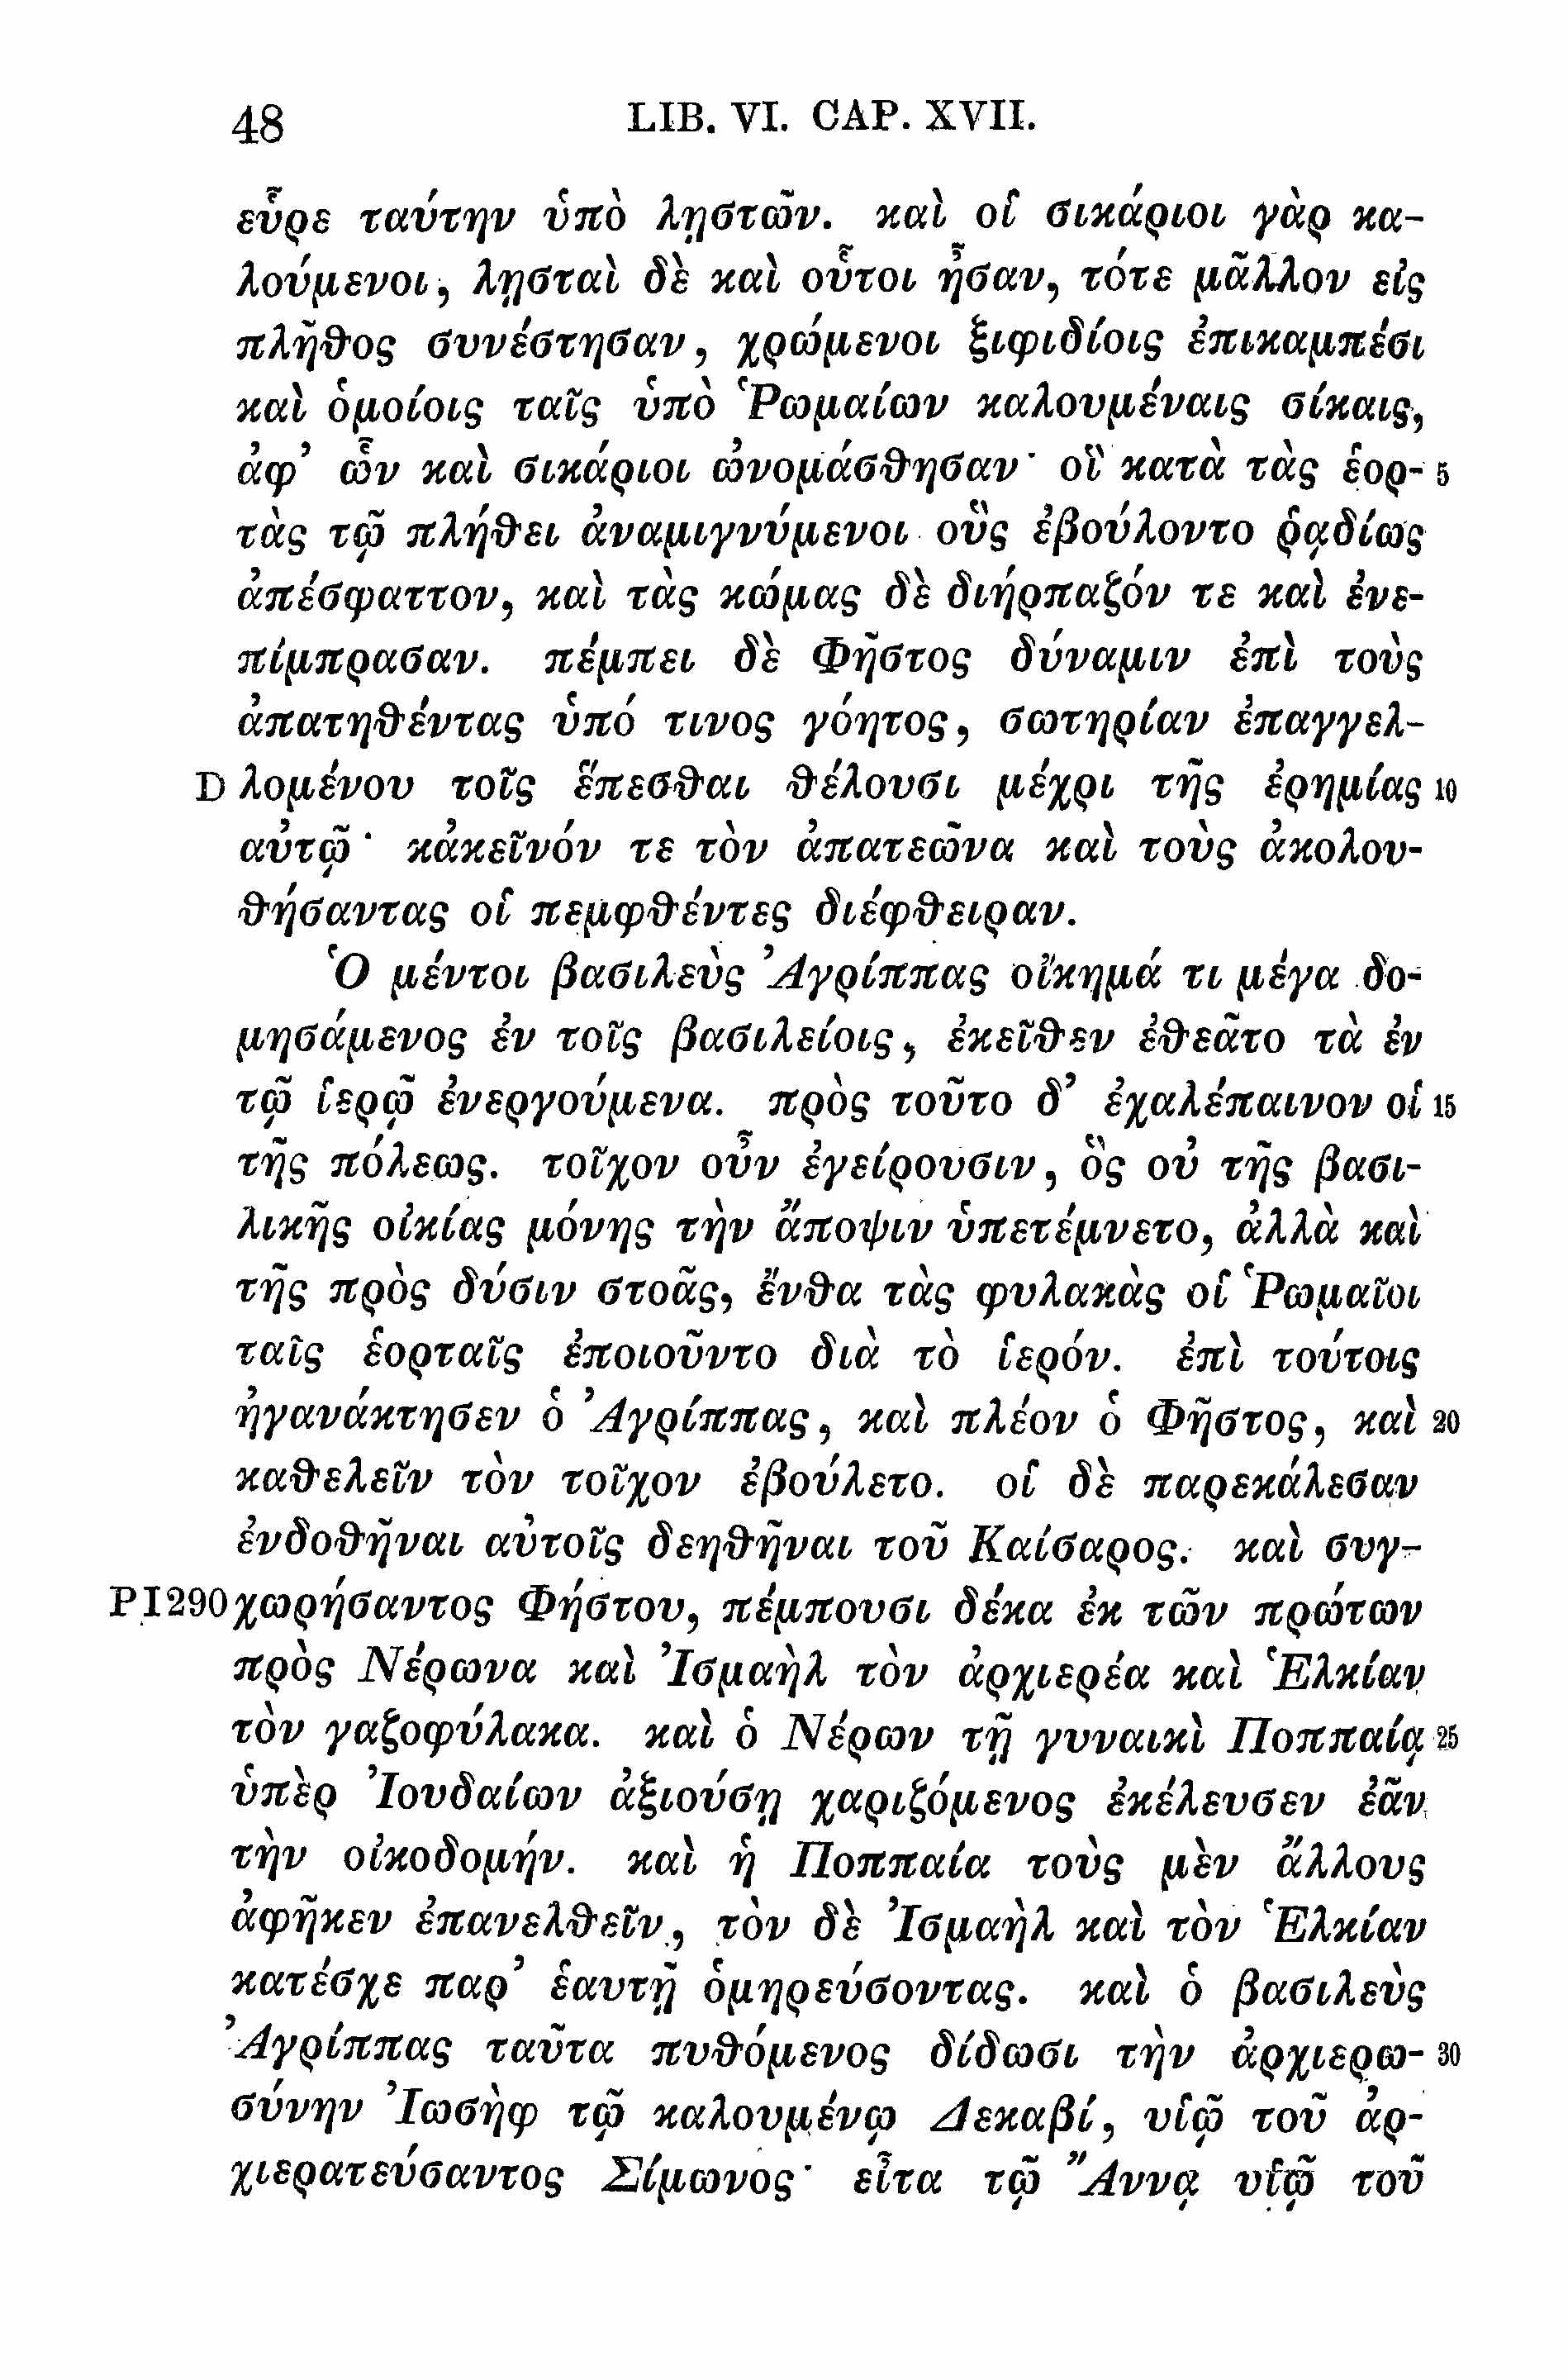 48 LIB. VI. CAP. XVII.
εὗρε ταύτην ὑπὸ λῃστῶν. καὶ οἱ σικάριοι γὰρ κα-
λούμενοι, λῃσταὶ δὲ καὶ οὗτοι ἦσαν, τότε μᾶλλον εἰς
πλῆθος συνέστησαν, χρώμενοι ξιφιδίοις ἐπικαμπέσι
καὶ ὁμοίοις ταῖς ὑπὸ Ῥωμαίων καλουμέναις σίκαις,
ἀφ’ ὧν καὶ σικάριοι ὠνομάσθησαν· οἳ κατὰ τὰς ἑορ- 5
τὰς τῷ πλήθει ἀναμιγνύμενοι οὓς ἐβούλοντο ῥᾳδίως
ἀπέσφαττον, καὶ τὰς κώμας δὲ διήρπαζόν τε καὶ ἐνε-
πίμπρασαν. πέμπει δὲ Φῆστος δύναμιν ἐπὶ τοὺς
ἀπατηθέντας ὑπό τινος γόητος, σωτηρίαν ἐπαγγελ-
D λομένου τοῖς ἕπεσθαι θέλουσι μέχρι τῆς ἐρημίας 10
αὐτῷ· κἀκεῖνόν τε τὸν ἀπατεῶνα καὶ τοὺς ἀκολου-
θήσαντας οἱ πεμφθέντες διέφθειραν.
Ὁ μέντοι βασιλεὺς Ἀγρίππας οἴκημά τι μέγα δο-
μησάμενος ἐν τοῖς βασιλείοις, ἐκεῖθεν ἐθεᾶτο τὰ ἐν
τῷ ἱερῷ ἐνεργούμενα. πρὸς τοῦτο δ’ ἐχαλέπαινον οἱ 15
τῆς πόλεως. τοῖχον οὖν ἐγείρουσιν, ὃς οὐ τῆς βασι-
λικῆς οἰκίας μόνης τὴν ἄποψιν ὑπετέμνετο, ἀλλὰ καὶ
τῆς πρὸς δύσιν στοᾶς, ἔνθα τὰς φυλακὰς οἱ Ῥωμαῖοι
ταῖς ἑορταῖς ἐποιοῦντο διὰ τὸ ἱερόν. ἐπὶ τούτοις
ἠγανάκτησεν ὁ Ἀγρίππας, καὶ πλέον ὁ Φῆστος, καὶ 20
καθελεῖν τὸν τοῖχον ἐβούλετο. οἱ δὲ παρεκάλεσαν
ἐνδοθῆναι αὐτοῖς δεηθῆναι τοῦ Καίσαρος. καὶ συγ-
PI290 χωρήσαντος Φήστου, πέμπουσι δέκα ἐκ τῶν πρώτων
πρὸς Νέρωνα καὶ Ἰσμαὴλ τὸν ἀρχιερέα καὶ Ἑλκίαν
τὸν γαζοφύλακα. καὶ ὁ Νέρων τῇ γυναικὶ Ποππαίᾳ 25
ὑπὲρ Ἰουδαίων ἀξιούσῃ χαριζόμενος ἐκέλευσεν ἐᾶν
τὴν οἰκοδομήν. καὶ ἡ Ποππαία τοὺς μὲν ἄλλους
ἀφῆκεν ἐπανελθεῖν, τὸν δὲ Ἰσμαὴλ καὶ τὸν Ἑλκίαν
κατέσχε παρ’ ἑαυτῇ ὁμηρεύσοντας. καὶ ὁ βασιλεὺς
Ἀγρίππας ταῦτα πυθόμενος δίδωσι τὴν ἀρχιερω- 30
σύνην Ἰωσὴφ τῷ καλουμένῳ Δεκαβί, υἱῷ τοῦ ἀρ-
χιερατεύσαντος Σίμωνος· εἶτα τῷ Ἄννᾳ υἱῷ τοῦ